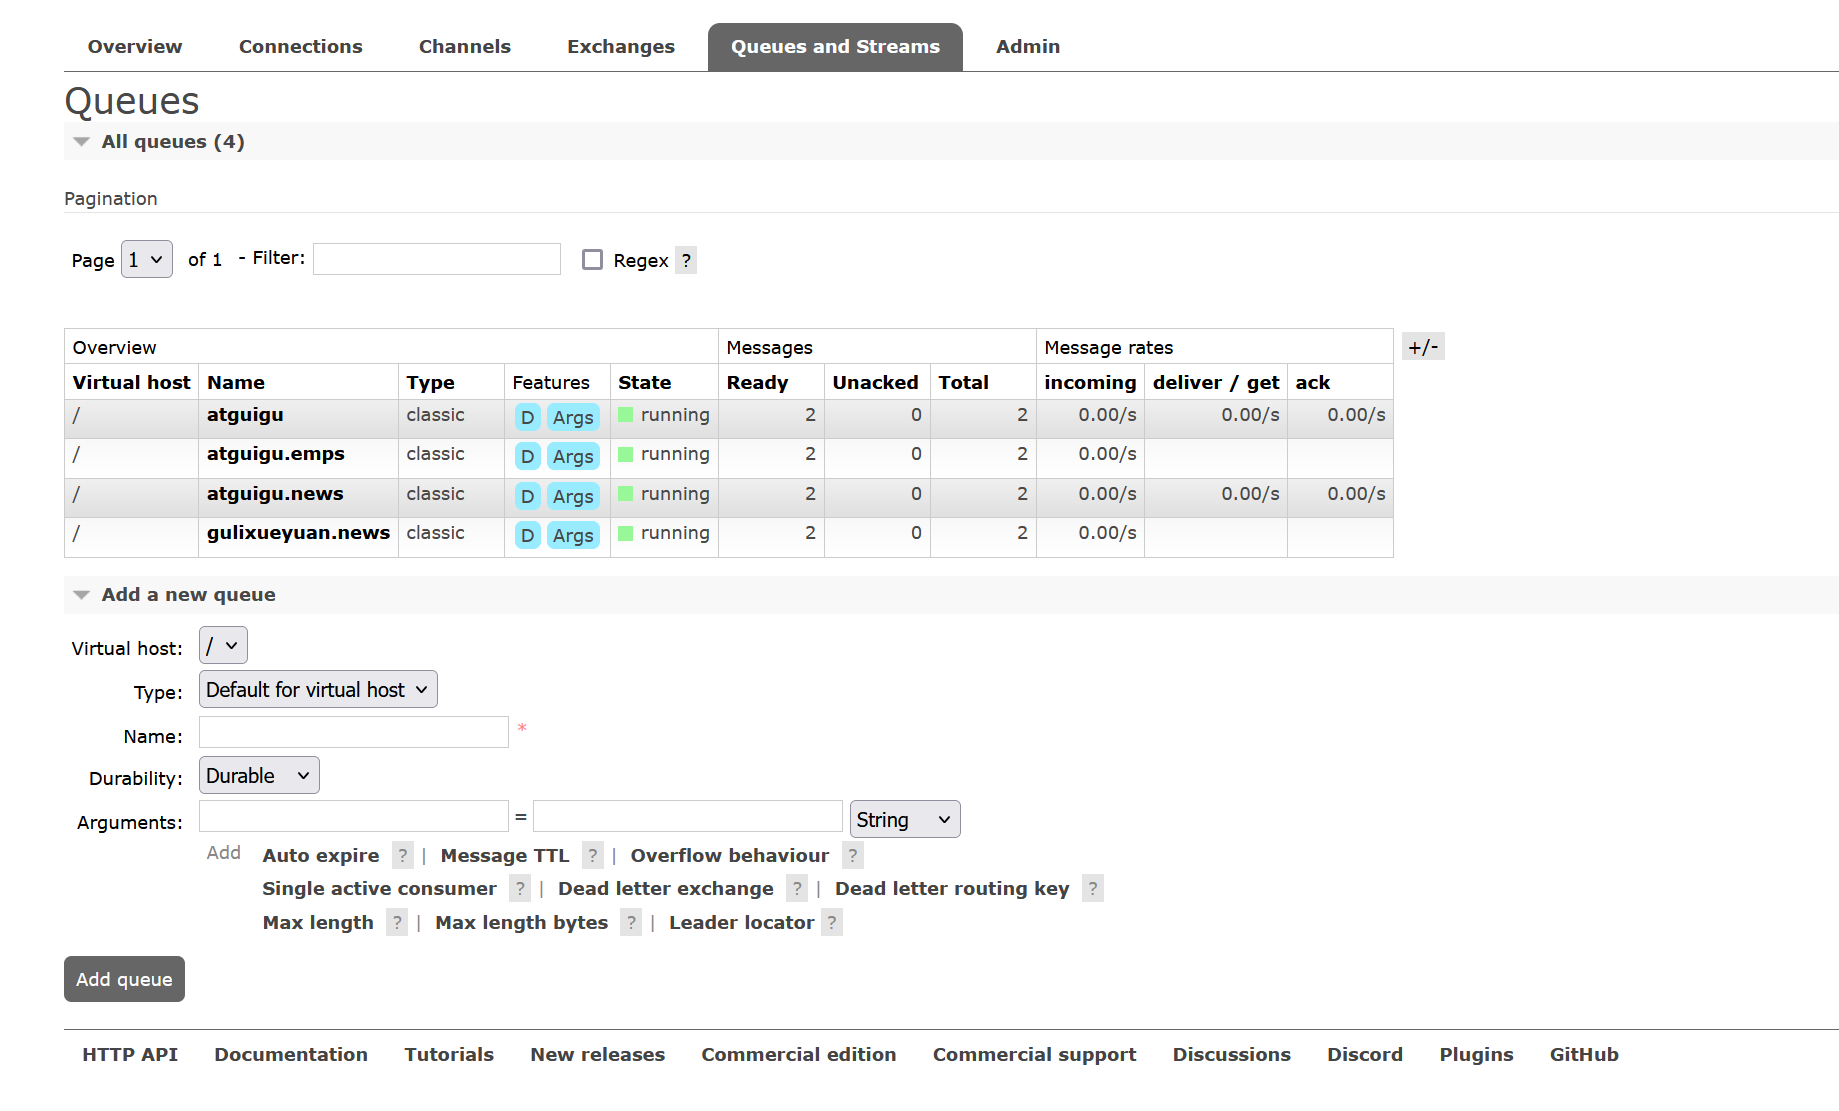 Overview Connections Channels Exchanges Queues and Streams Admin
Queues
All queues (4)
Pagination
Page 1 of 1 - Filter: Regex ?
Overview Messages Message rates +/-
Virtual host Name Type Features State Ready Unacked Total incoming deliver / get ack
/ atguigu classic D Args running 2 0 2 0.00/s 0.00/s 0.00/s
/ atguigu.emps classic D Args running 2 0 2 0.00/s
/ atguigu.news classic D Args running 2 0 2 0.00/s 0.00/s 0.00/s
/ gulixueyuan.news classic D Args running 2 0 2 0.00/s
Add a new queue
Virtual host: /
Type: Default for virtual host
Name: *
Durability: Durable
Arguments: = String
Add Auto expire ? | Message TTL ? | Overflow behaviour ?
Single active consumer ? | Dead letter exchange ? | Dead letter routing key ?
Max length ? | Max length bytes ? | Leader locator ?
Add queue
HTTP API Documentation Tutorials New releases Commercial edition Commercial support Discussions Discord Plugins GitHub